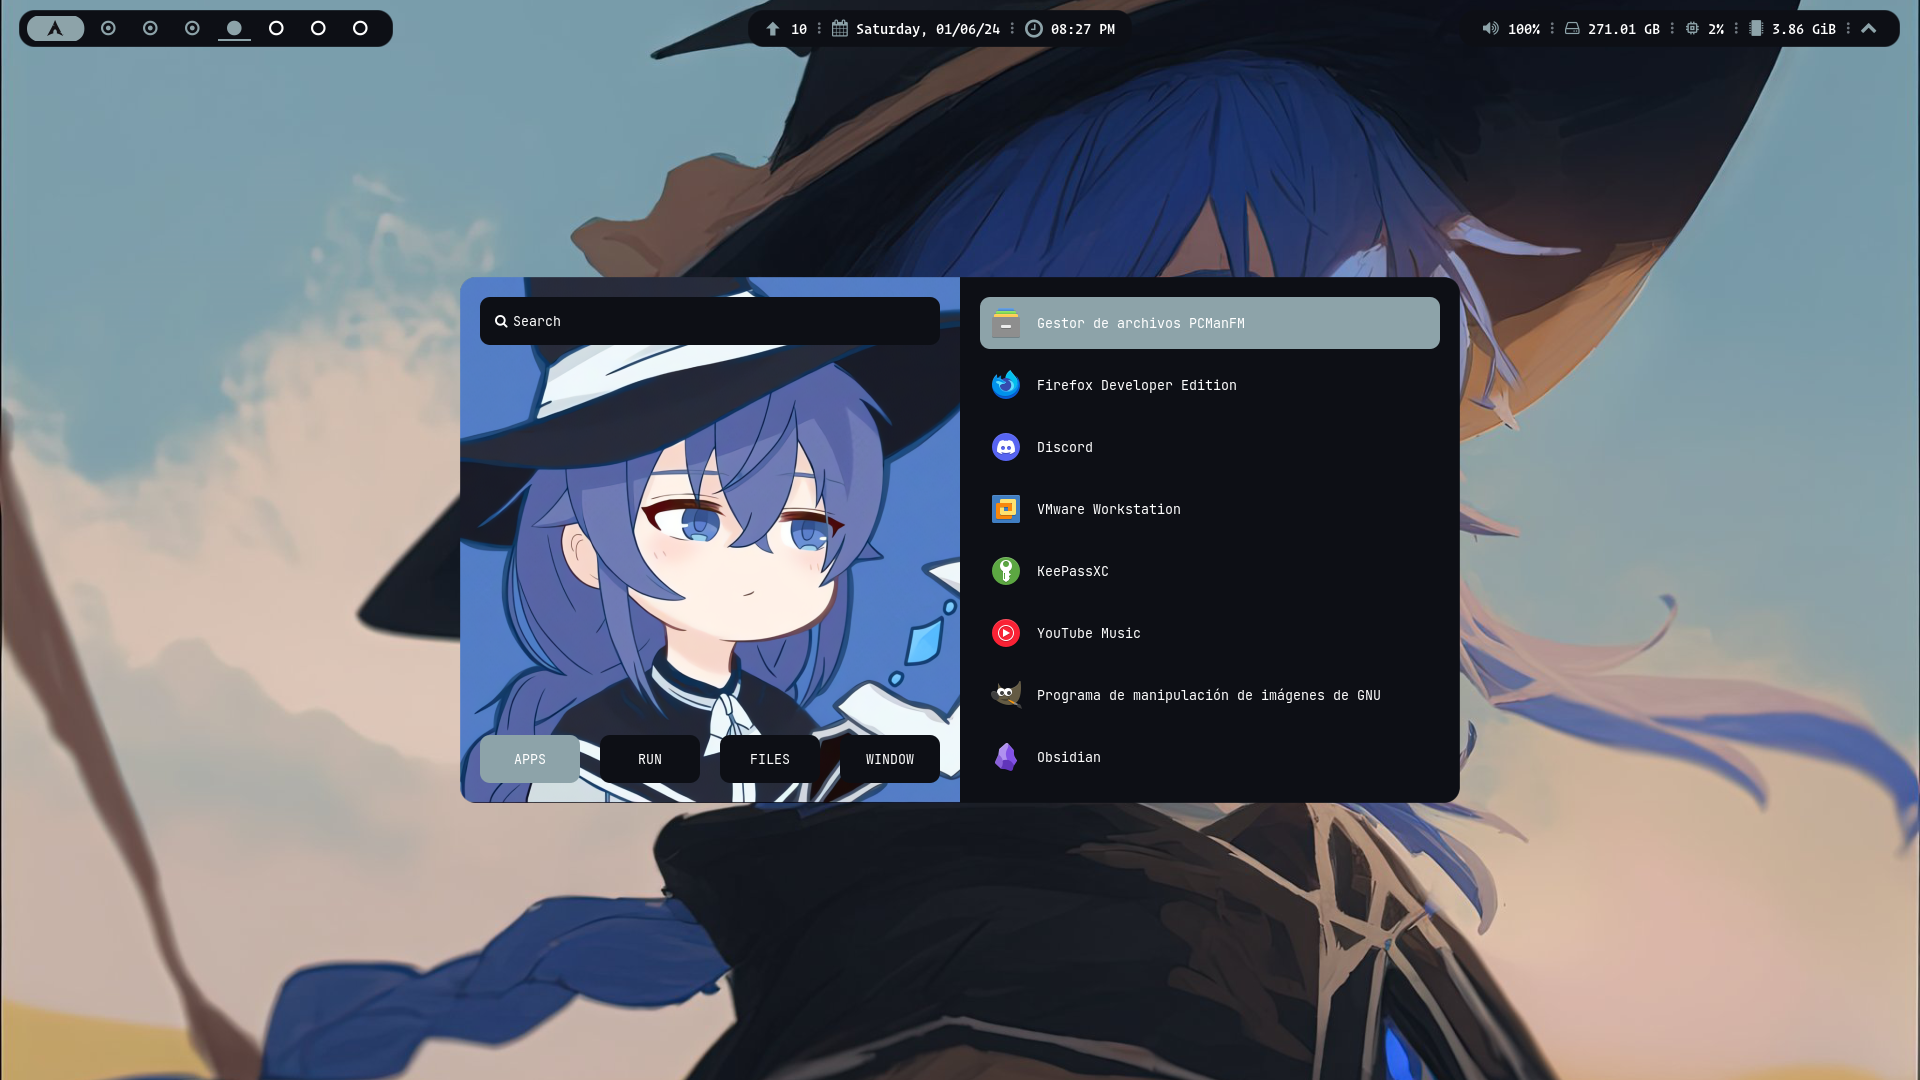 10 Saturday, 01/06/24 08:27 PM
100% 271.01 GB 2% 3.86 GiB
Search
APPS RUN FILES WINDOW
Gestor de archivos PCManFM
Firefox Developer Edition
Discord
VMware Workstation
KeePassXC
YouTube Music
Programa de manipulación de imágenes de GNU
Obsidian